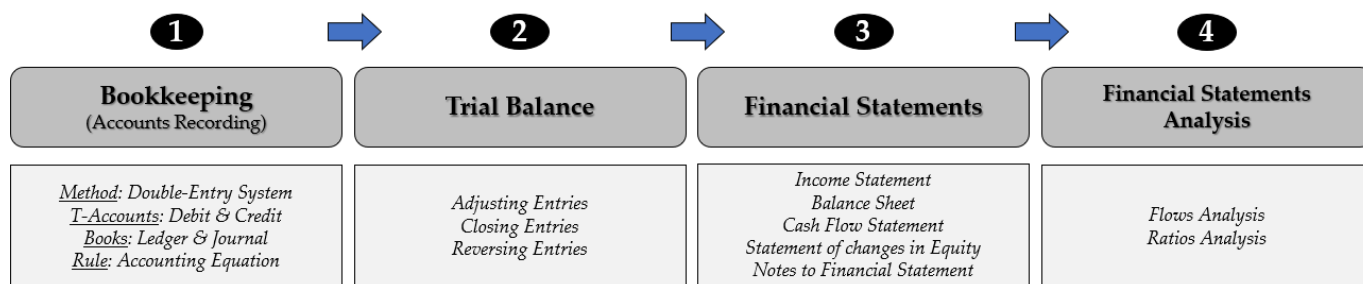 1
2
3
4
Bookkeeping
(Accounts Recording)
Trial Balance
Financial Statements
Financial Statements
Analysis
Method: Double-Entry System
T-Accounts: Debit & Credit
Books: Ledger & Journal
Rule: Accounting Equation
Adjusting Entries
Closing Entries
Reversing Entries
Income Statement
Balance Sheet
Cash Flow Statement
Statement of changes in Equity
Notes to Financial Statement
Flows Analysis
Ratios Analysis